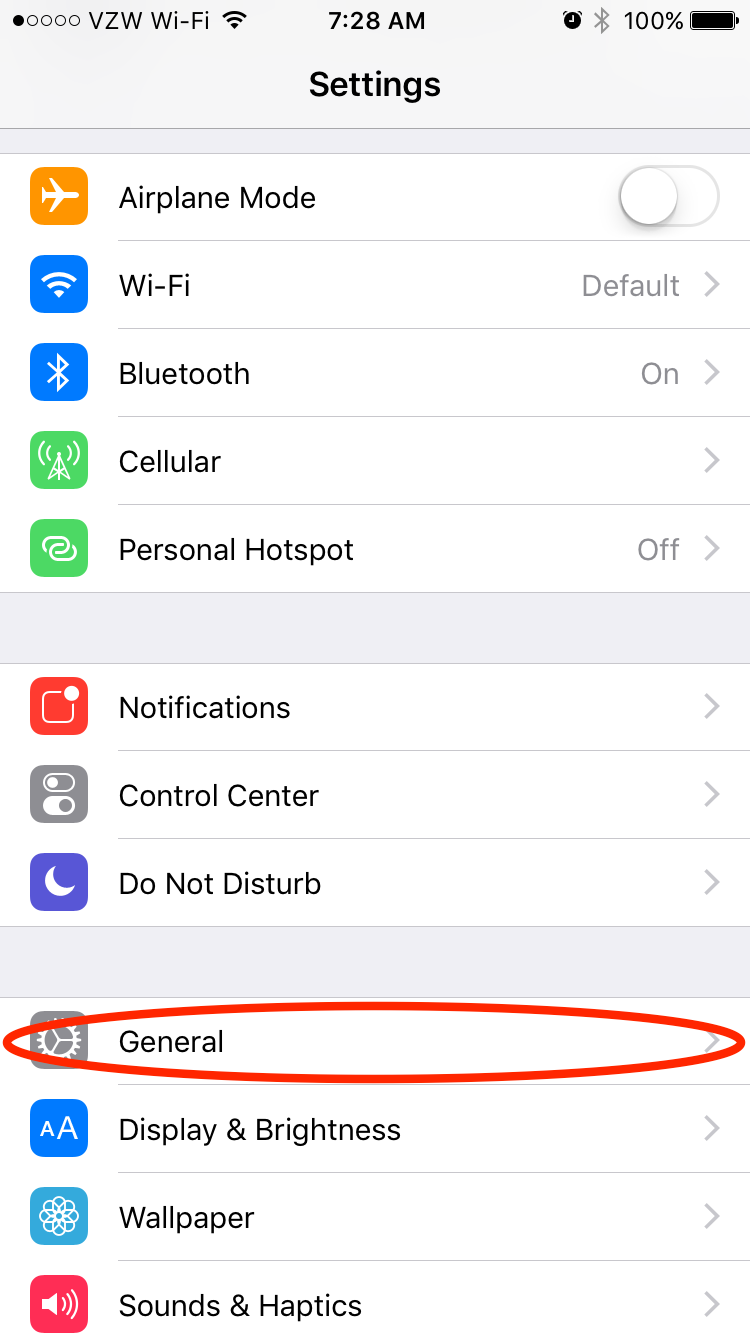 VZW Wi-Fi 7:28 AM 100%
Settings
Airplane Mode
Wi-Fi Default
Bluetooth On
Cellular
Personal Hotspot Off
Notifications
Control Center
Do Not Disturb
General
AA Display & Brightness
Wallpaper
Sounds & Haptics